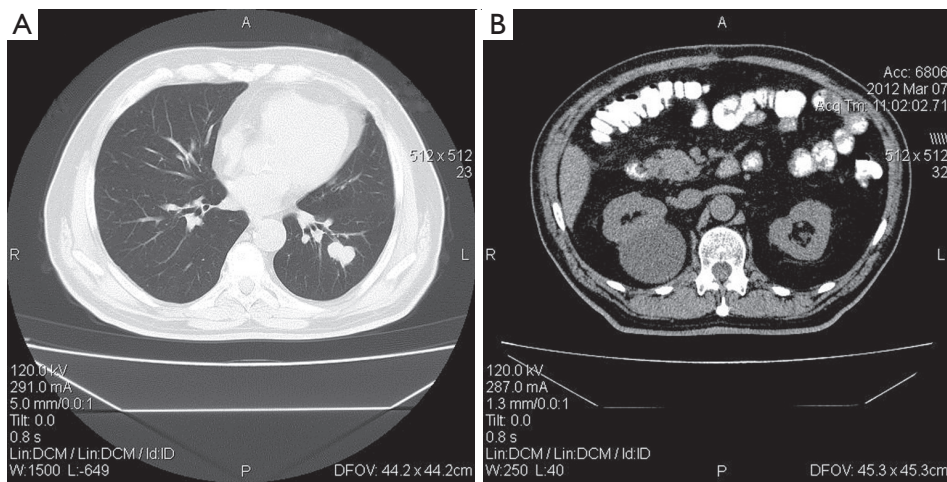 A
A
512 x 512
23
R
L
120.0 kV
291.0 mA
5.0 mm/0.0:1
Tilt: 0.0
0.8 s
Lin:DCM / Lin:DCM / Id:ID
W:1500 L:-649
P
DFOV: 44.2 x 44.2cm
B
A
Acc: 6806
2012 Mar 07
Acq Tm: 11:02:02.71
512 x 512
32
R
L
120.0 kV
287.0 mA
1.3 mm/0.0:1
Tilt: 0.0
0.8 s
Lin:DCM / Lin:DCM / Id:ID
W:250 L:40
P
DFOV: 45.3 x 45.3cm